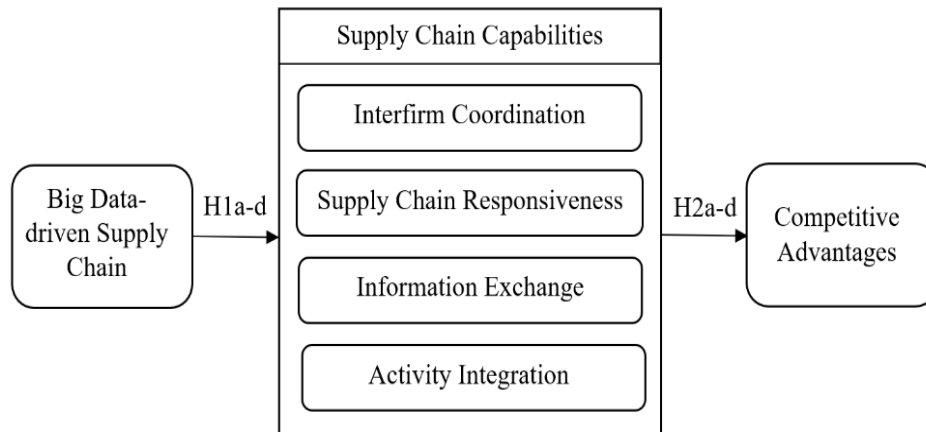 Supply Chain Capabilities
Interfirm Coordination
Big Data-
driven Supply
Chain
H1a-d
Supply Chain Responsiveness
H2a-d
Competitive
Advantages
Information Exchange
Activity Integration